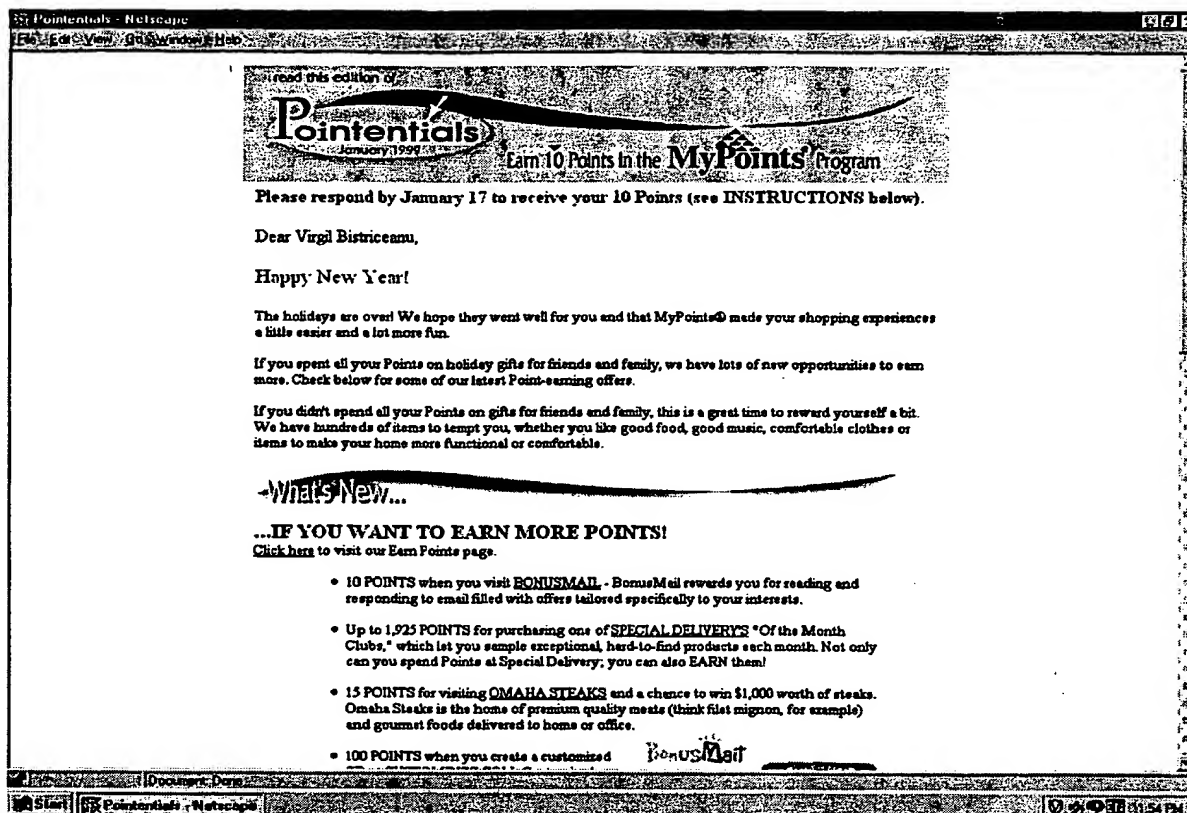 Pointentials - Netscape
File Edit View Go Window Help
read this edition of
Pointentials
January 1999
Earn 10 Points in the MyPoints® Program
Please respond by January 17 to receive your 10 Points (see INSTRUCTIONS below).
Dear Virgil Bistriceanu,
Happy New Year!
The holidays are over! We hope they went well for you and that MyPoints® made your shopping experiences
a little easier and a lot more fun.
If you spent all your Points on holiday gifts for friends and family, we have lots of new opportunities to earn
more. Check below for some of our latest Point-earning offers.
If you didn't spend all your Points on gifts for friends and family, this is a great time to reward yourself a bit.
We have hundreds of items to tempt you, whether you like good food, good music, comfortable clothes or
items to make your home more functional or comfortable.
What's New...
...IF YOU WANT TO EARN MORE POINTS!
Click here to visit our Earn Points page.
• 10 POINTS when you visit BONUSMAIL - BonusMail rewards you for reading and
responding to email filled with offers tailored specifically to your interests.
• Up to 1,925 POINTS for purchasing one of SPECIAL DELIVERY'S "Of the Month
Clubs," which let you sample exceptional, hard-to-find products each month. Not only
can you spend Points at Special Delivery; you can also EARN them!
• 15 POINTS for visiting OMAHA STEAKS and a chance to win $1,000 worth of steaks.
Omaha Steaks is the home of premium quality meats (think filet mignon, for example)
and gourmet foods delivered to home or office.
• 100 POINTS when you create a customized
BonusMail
Document: Done
Start Pointentials - Netscape 1:54 PM